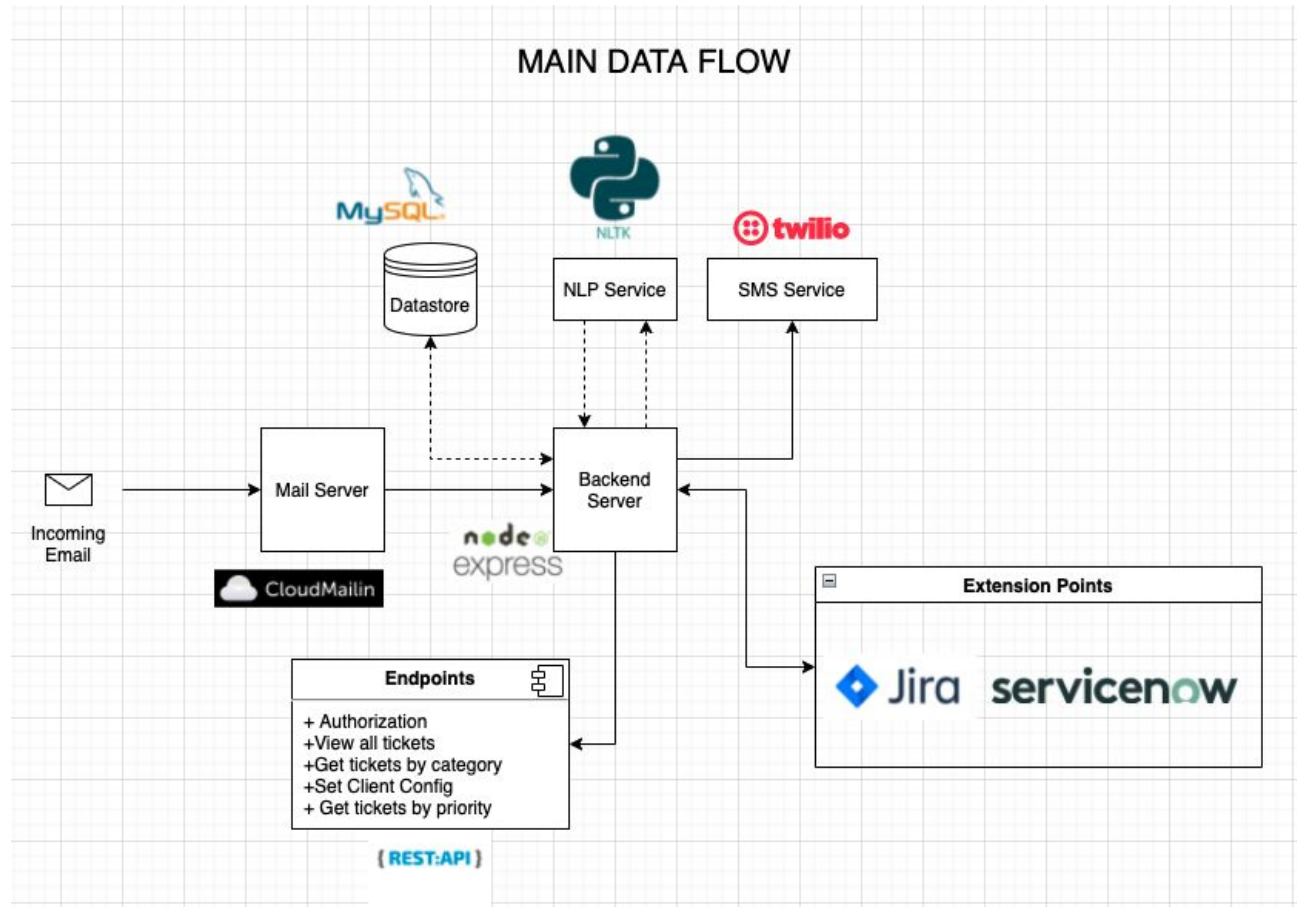 MAIN DATA FLOW
MySQL
NLTK
twilio
Datastore
NLP Service
SMS Service
Mail Server
Backend
Server
Incoming
Email
node
express
CloudMailin
Extension Points
Jira servicenow
Endpoints
+ Authorization
+View all tickets
+Get tickets by category
+Set Client Config
+ Get tickets by priority
{REST:API}